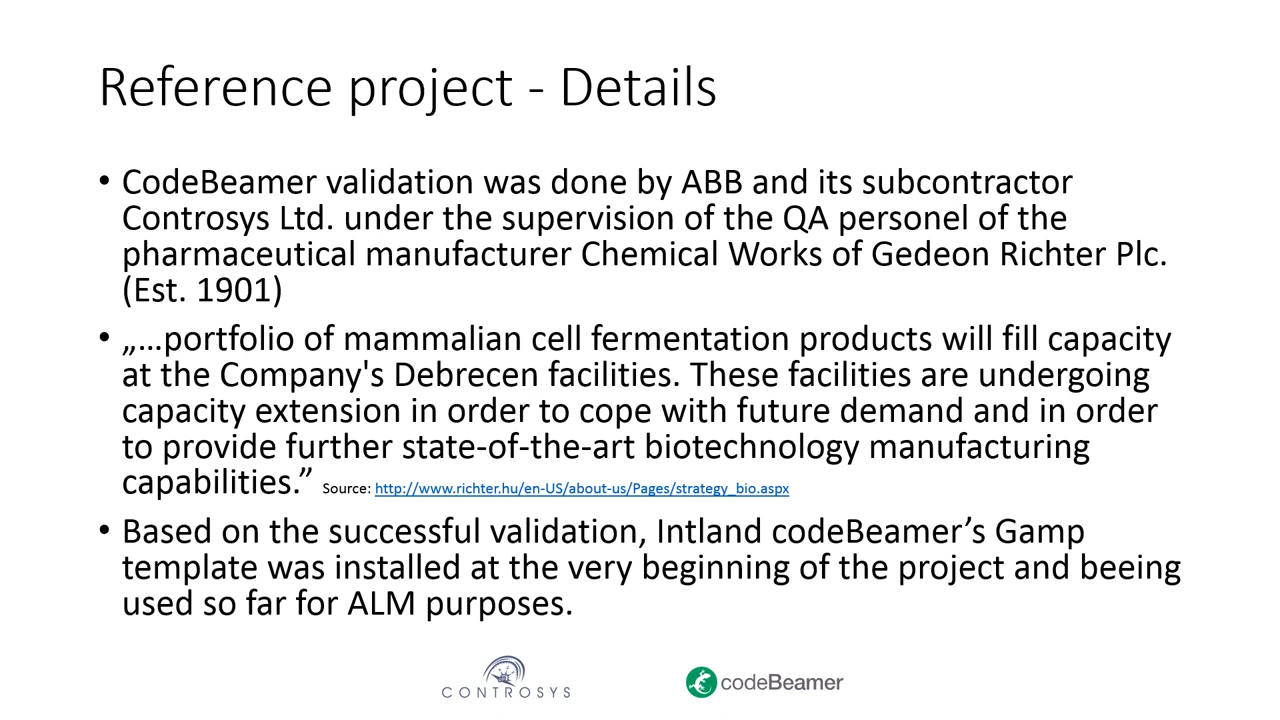 Reference project - Details
• CodeBeamer validation was done by ABB and its subcontractor
Controsys Ltd. under the supervision of the QA personel of the
pharmaceutical manufacturer Chemical Works of Gedeon Richter Plc.
(Est. 1901)
• „…portfolio of mammalian cell fermentation products will fill capacity
at the Company's Debrecen facilities. These facilities are undergoing
capacity extension in order to cope with future demand and in order
to provide further state-of-the-art biotechnology manufacturing
capabilities.” Source: http://www.richter.hu/en-US/about-us/Pages/strategy_bio.aspx
• Based on the successful validation, Intland codeBeamer’s Gamp
template was installed at the very beginning of the project and beeing
used so far for ALM purposes.
CONTROSYS
codeBeamer